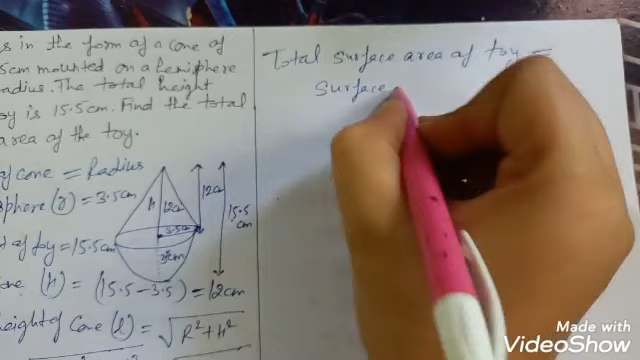 s in the form of a cone of
5cm mounted on a hemisphere
radius. The total height
oy is 15.5cm. Find the total
area of the toy.
of cone = Radius
sphere (r) = 3.5cm
of toy = 15.5cm
h 12cm 3.5cm 12cm 15.5 cm
one (h) = (15.5-3.5) = 12cm
height of Cone (l) = √R²+h²
Total surface area of toy =
Surface
Made with
VideoShow